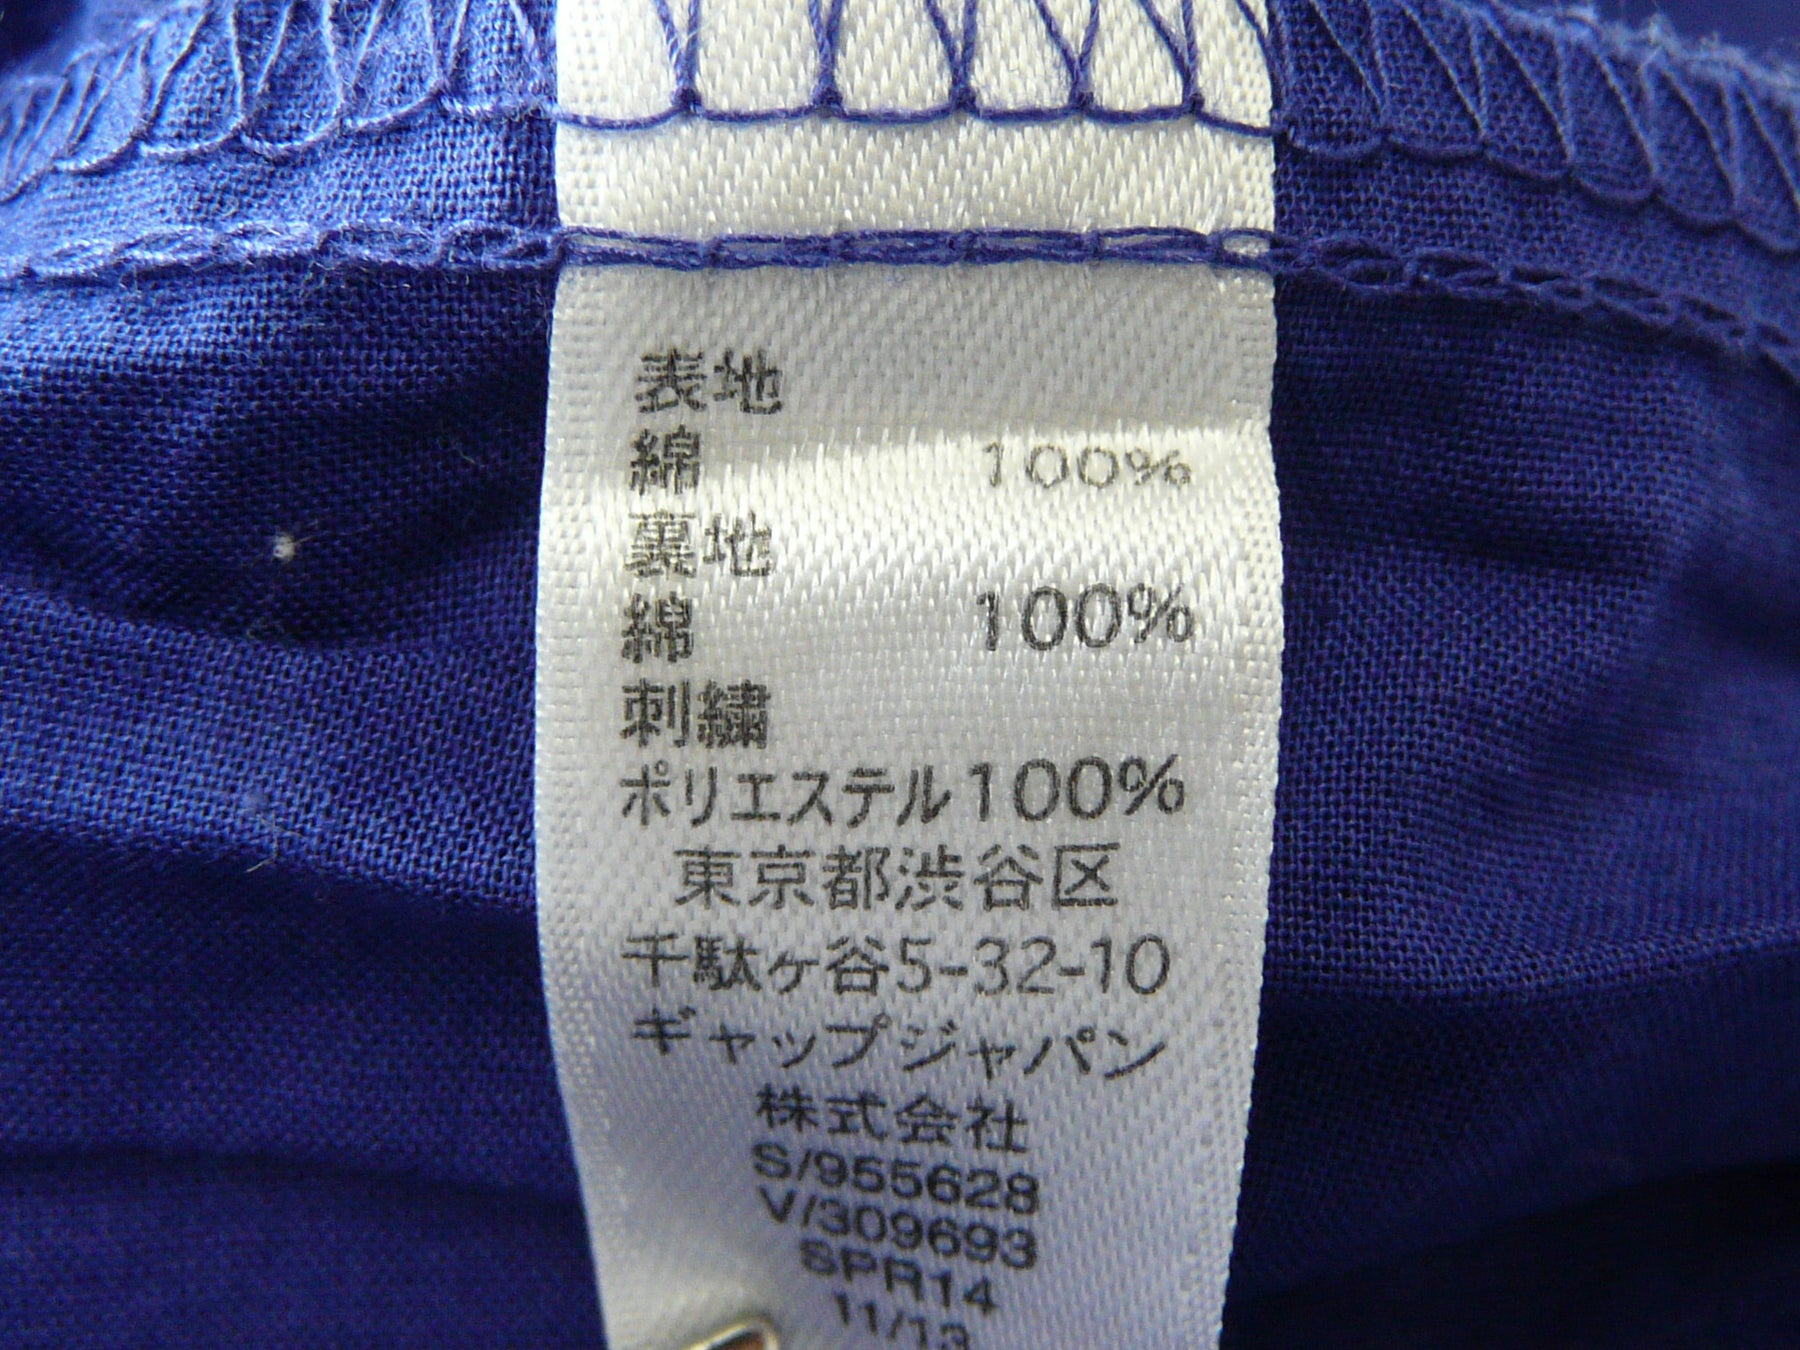 表地
綿 100%
裏地
綿 100%
刺繍
ポリエステル100%
東京都渋谷区
千駄ヶ谷5-32-10
ギャップジャパン
株式会社
S/955628
V/309693
SPR14
11/13